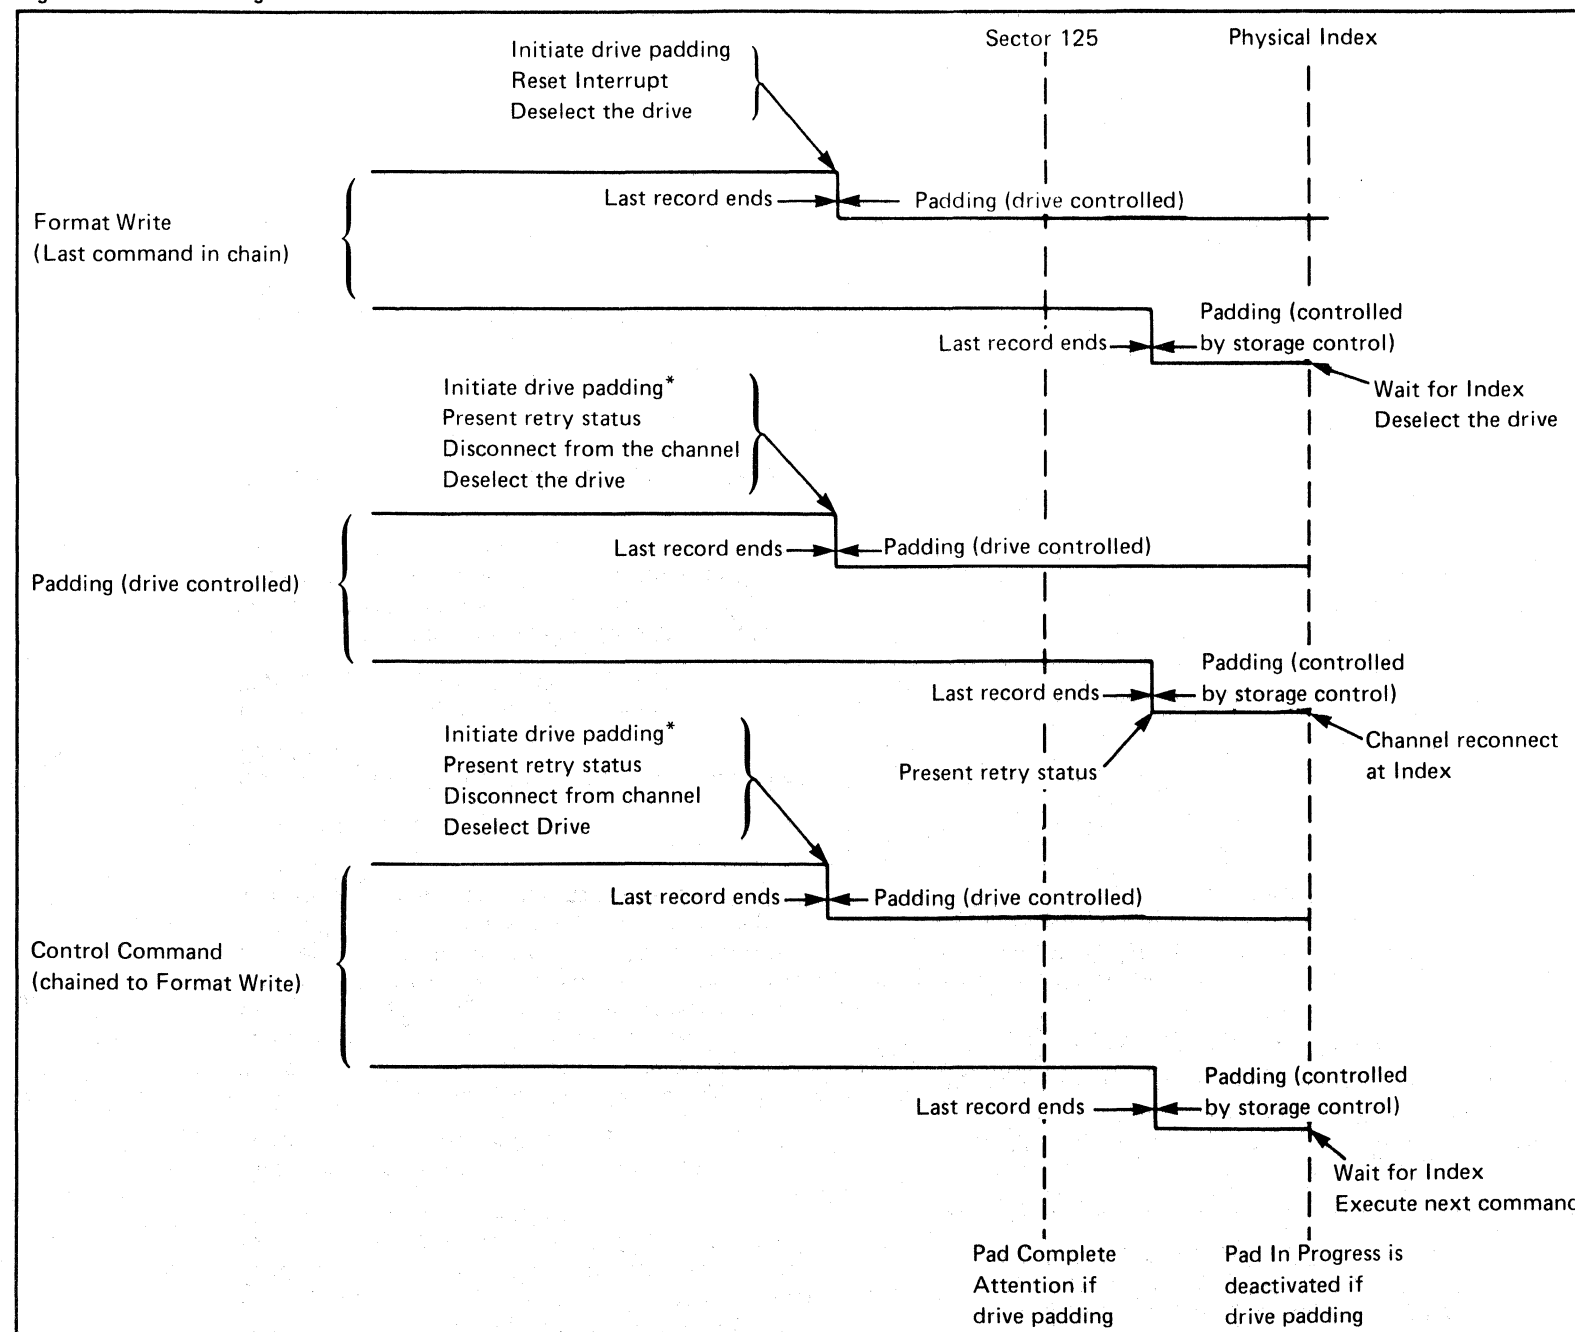 Sector 125
Physical Index
Initiate drive padding
Reset Interrupt
Deselect the drive
Last record ends
Padding (drive controlled)
Form­at Write
(Last command in chain)
Padding (controlled
by storage control)
Last record ends
Wait for Index
Deselect the drive
Initiate drive padding*
Present retry status
Disconnect from the channel
Deselect the drive
Last record ends
Padding (drive controlled)
Padding (drive controlled)
Padding (controlled
by storage control)
Last record ends
Present retry status
Channel reconnect
at Index
Initiate drive padding*
Present retry status
Disconnect from channel
Deselect Drive
Last record ends
Padding (drive controlled)
Control Command
(chained to Format Write)
Padding (controlled
by storage control)
Last record ends
Wait for Index
Execute next command
Pad Complete
Attention if
drive padding
Pad In Progress is
deactivated if
drive padding